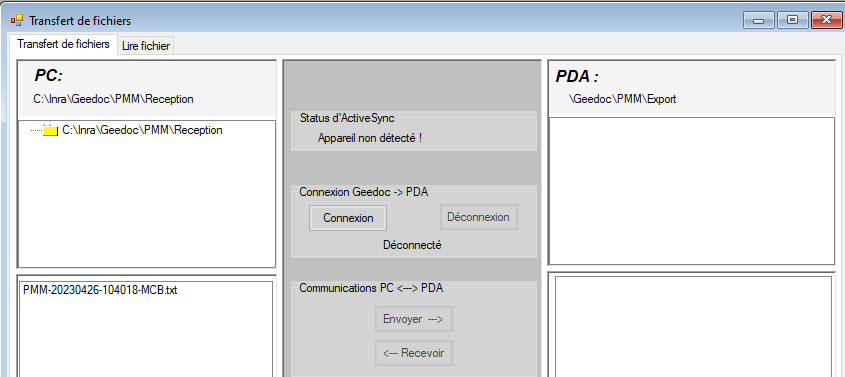 Transfert de fichiers
Transfert de fichiers
Lire fichier
PC:
C:\Inra\Geedoc\PMM\Reception
C:\Inra\Geedoc\PMM\Reception
PMM-20230426-104018-MCB.txt
Status d'ActiveSync
Appareil non détecté !
Connexion Geedoc -> PDA
Connexion
Déconnexion
Déconnecté
Communications PC <---> PDA
Envoyer --->
<--- Recevoir
PDA :
\Geedoc\PMM\Export